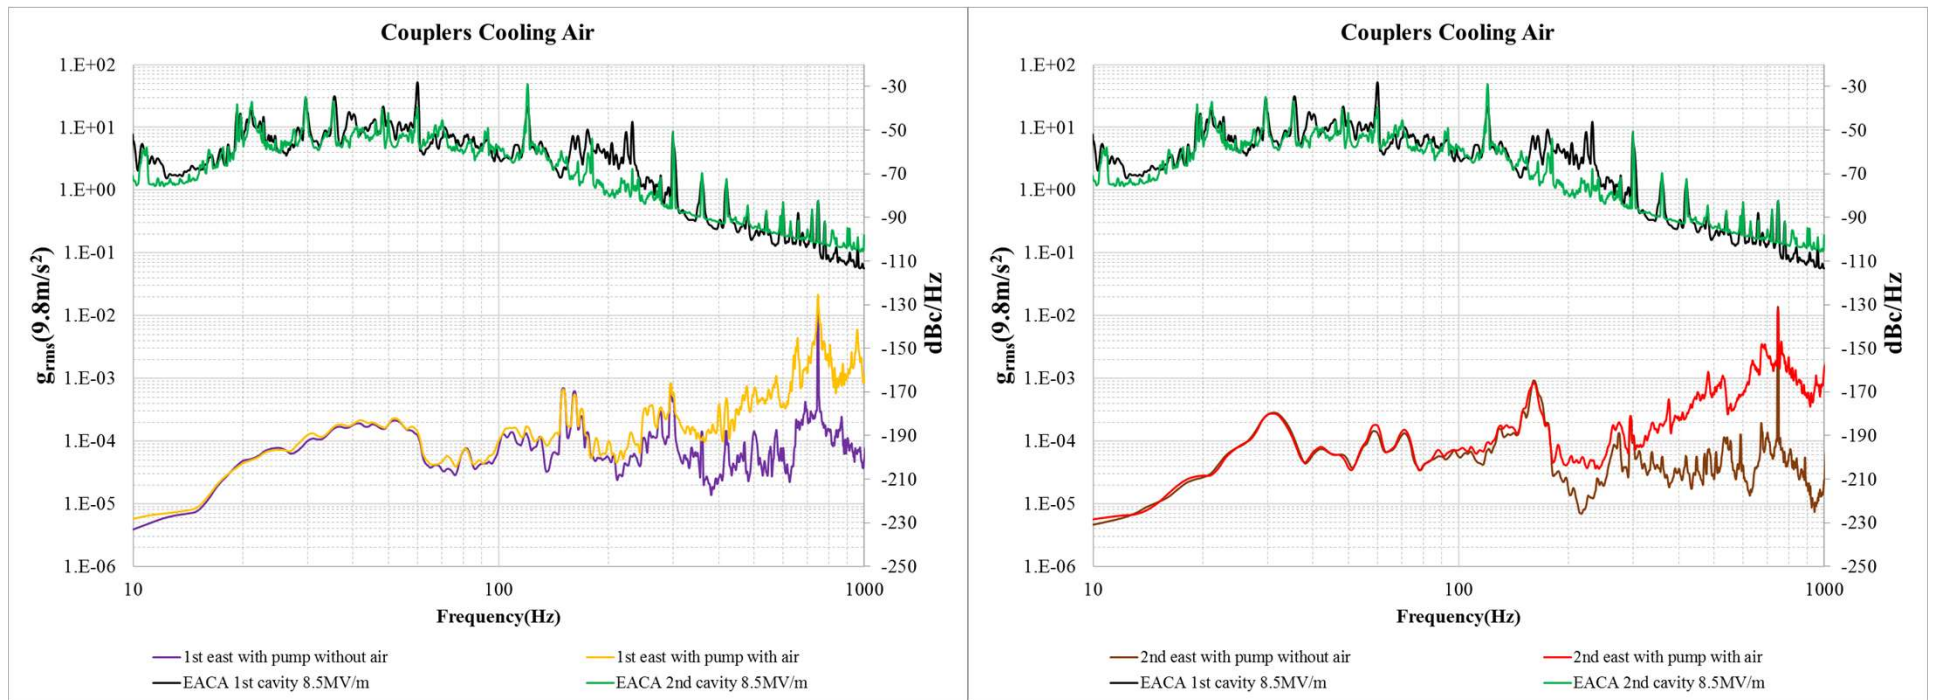 Couplers Cooling Air
1.E+02
1.E+01
1.E+00
1.E-01
1.E-02
1.E-03
1.E-04
1.E-05
1.E-06
g_rms(9.8m/s²)
-30
-50
-70
-90
-110
-130
-150
-170
-190
-210
-230
-250
dBc/Hz
10 100 1000
Frequency(Hz)
1st east with pump without air 1st east with pump with air
EACA 1st cavity 8.5MV/m EACA 2nd cavity 8.5MV/m
Couplers Cooling Air
1.E+02
1.E+01
1.E+00
1.E-01
1.E-02
1.E-03
1.E-04
1.E-05
1.E-06
g_rms(9.8m/s²)
-30
-50
-70
-90
-110
-130
-150
-170
-190
-210
-230
-250
dBc/Hz
10 100 1000
Frequency(Hz)
2nd east with pump without air 2nd east with pump with air
EACA 1st cavity 8.5MV/m EACA 2nd cavity 8.5MV/m